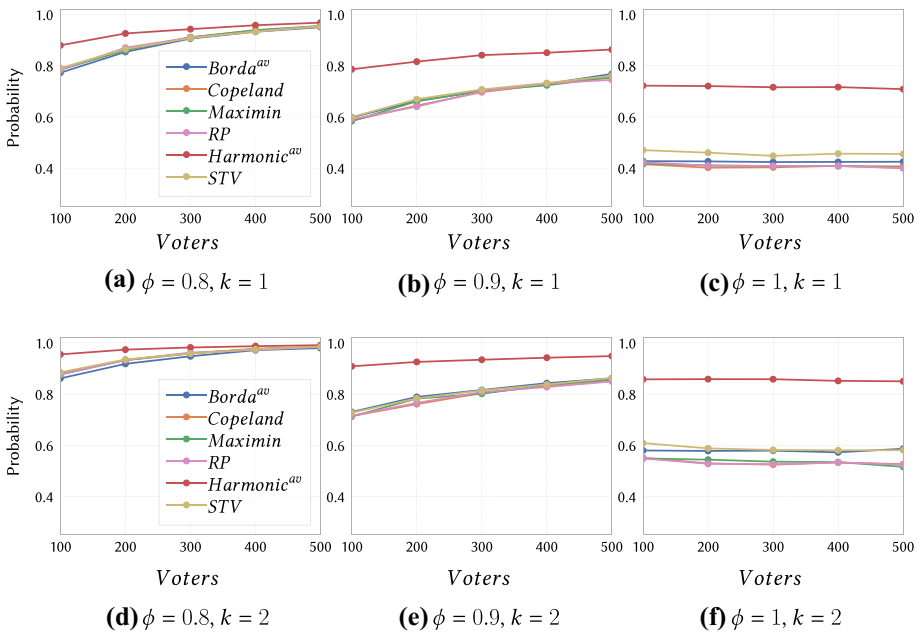 1.0
0.8
0.6
0.4
Probability
Borda^av
Copeland
Maximin
RP
Harmonic^av
STV
100 200 300 400 500
Voters
(a) ϕ = 0.8, k = 1
1.0
0.8
0.6
0.4
100 200 300 400 500
Voters
(b) ϕ = 0.9, k = 1
1.0
0.8
0.6
0.4
100 200 300 400 500
Voters
(c) ϕ = 1, k = 1
1.0
0.8
0.6
0.4
Probability
Borda^av
Copeland
Maximin
RP
Harmonic^av
STV
100 200 300 400 500
Voters
(d) ϕ = 0.8, k = 2
1.0
0.8
0.6
0.4
100 200 300 400 500
Voters
(e) ϕ = 0.9, k = 2
1.0
0.8
0.6
0.4
100 200 300 400 500
Voters
(f) ϕ = 1, k = 2